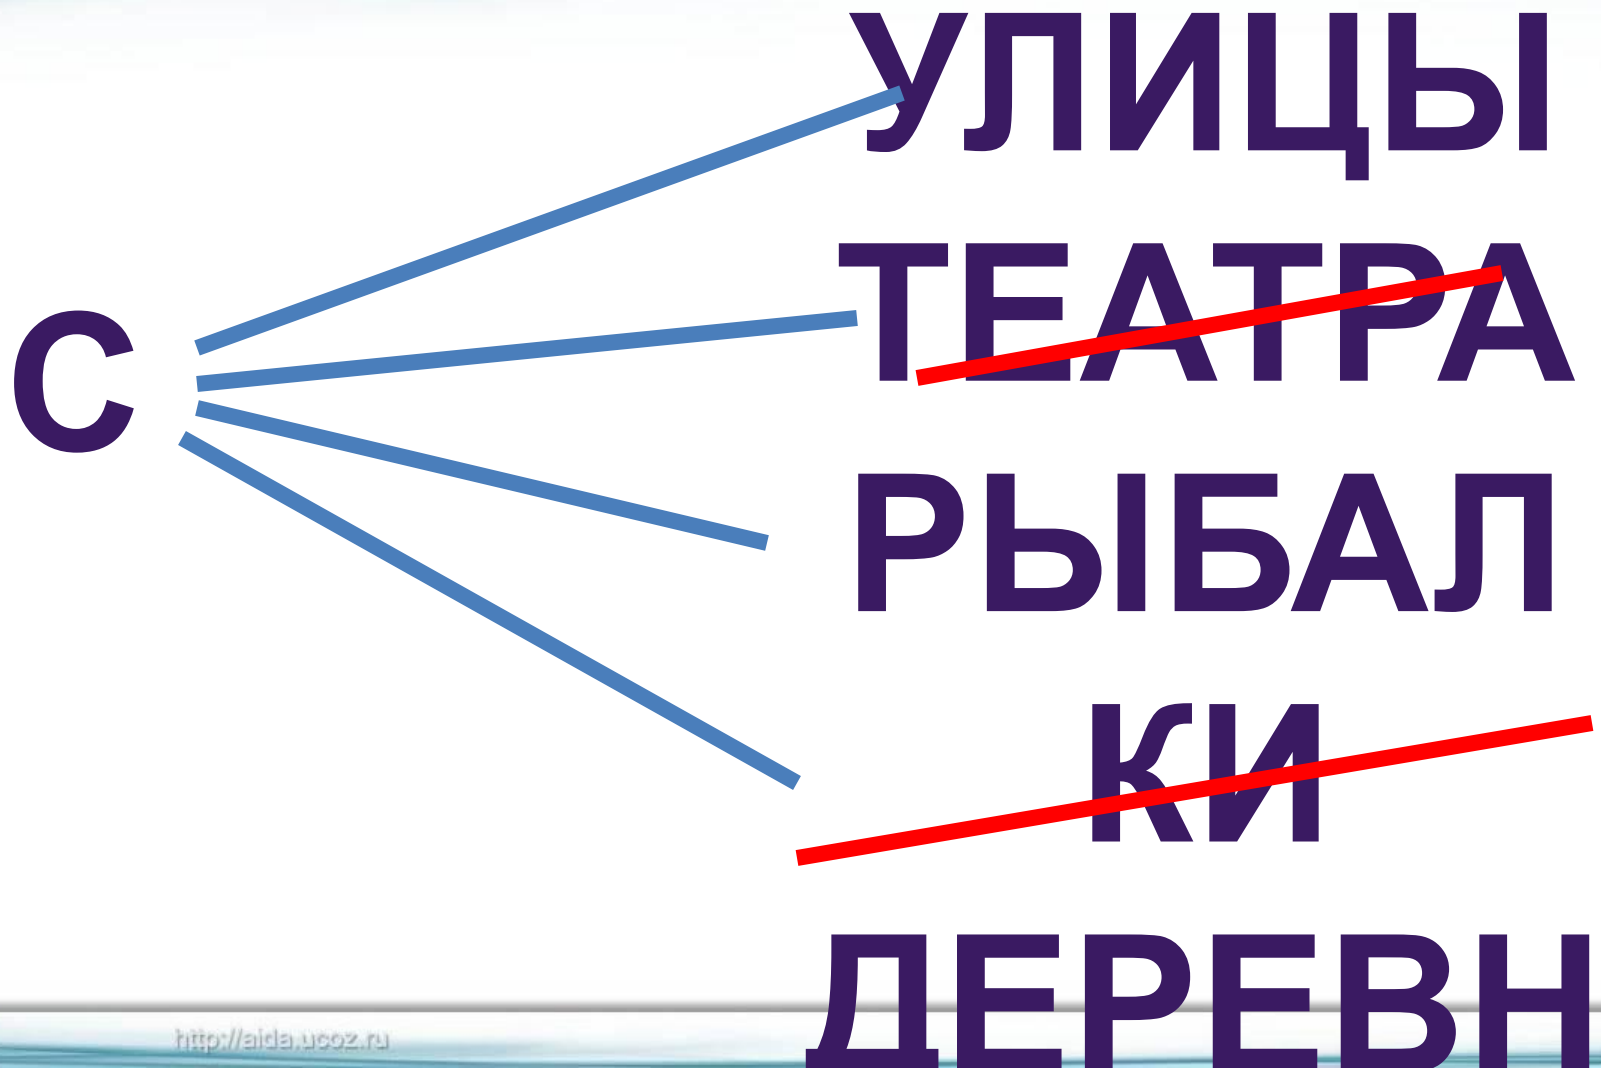 УЛИЦЫ
ТЕАТРА
С
РЫБАЛ
КИ
ДЕРЕВН
http://aida.ucoz.ru